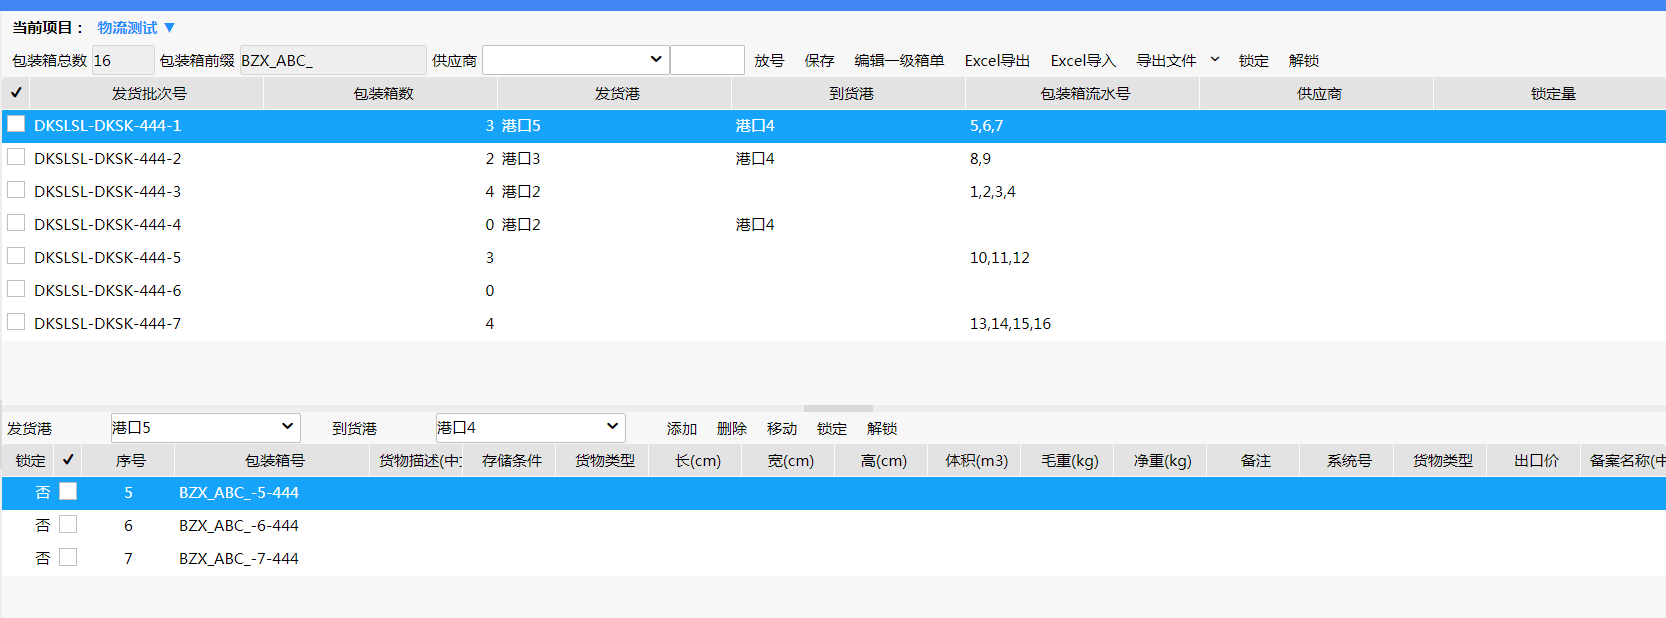 当前项目： 物流测试 ▼
包装箱总数 16 包装箱前缀 BZX_ABC_ 供应商 放号 保存 编辑一级箱单 Excel导出 Excel导入 导出文件 锁定 解锁
✓ 发货批次号 包装箱数 发货港 到货港 包装箱流水号 供应商 锁定量
DKSLSL-DKSK-444-1 3 港口5 港口4 5,6,7
DKSLSL-DKSK-444-2 2 港口3 港口4 8,9
DKSLSL-DKSK-444-3 4 港口2 1,2,3,4
DKSLSL-DKSK-444-4 0 港口2 港口4
DKSLSL-DKSK-444-5 3 10,11,12
DKSLSL-DKSK-444-6 0
DKSLSL-DKSK-444-7 4 13,14,15,16
发货港 港口5 到货港 港口4 添加 删除 移动 锁定 解锁
锁定 ✓ 序号 包装箱号 货物描述(中 存储条件 货物类型 长(cm) 宽(cm) 高(cm) 体积(m3) 毛重(kg) 净重(kg) 备注 系统号 货物类型 出口价 备案名称(中
否 5 BZX_ABC_-5-444
否 6 BZX_ABC_-6-444
否 7 BZX_ABC_-7-444